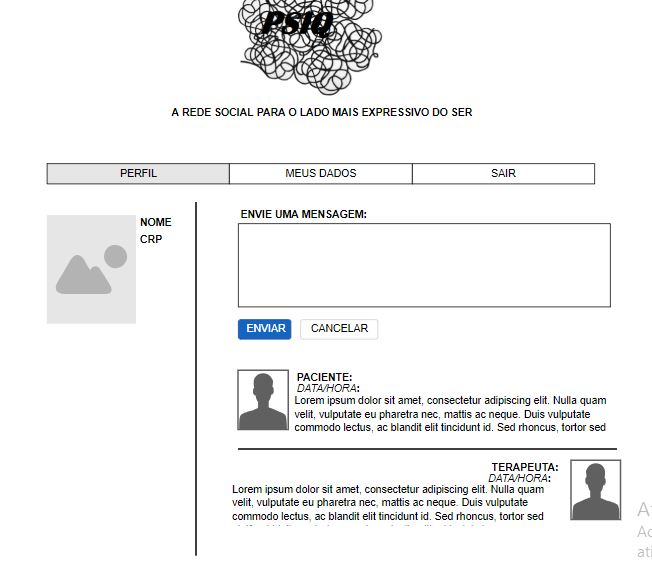 PSIQ
A REDE SOCIAL PARA O LADO MAIS EXPRESSIVO DO SER
PERFIL
MEUS DADOS
SAIR
NOME
CRP
ENVIE UMA MENSAGEM:
ENVIAR
CANCELAR
PACIENTE:
DATA/HORA:
Lorem ipsum dolor sit amet, consectetur adipiscing elit. Nulla quam
velit, vulputate eu pharetra nec, mattis ac neque. Duis vulputate
commodo lectus, ac blandit elit tincidunt id. Sed rhoncus, tortor sed
TERAPEUTA:
DATA/HORA:
Lorem ipsum dolor sit amet, consectetur adipiscing elit. Nulla quam
velit, vulputate eu pharetra nec, mattis ac neque. Duis vulputate
commodo lectus, ac blandit elit tincidunt id. Sed rhoncus, tortor sed